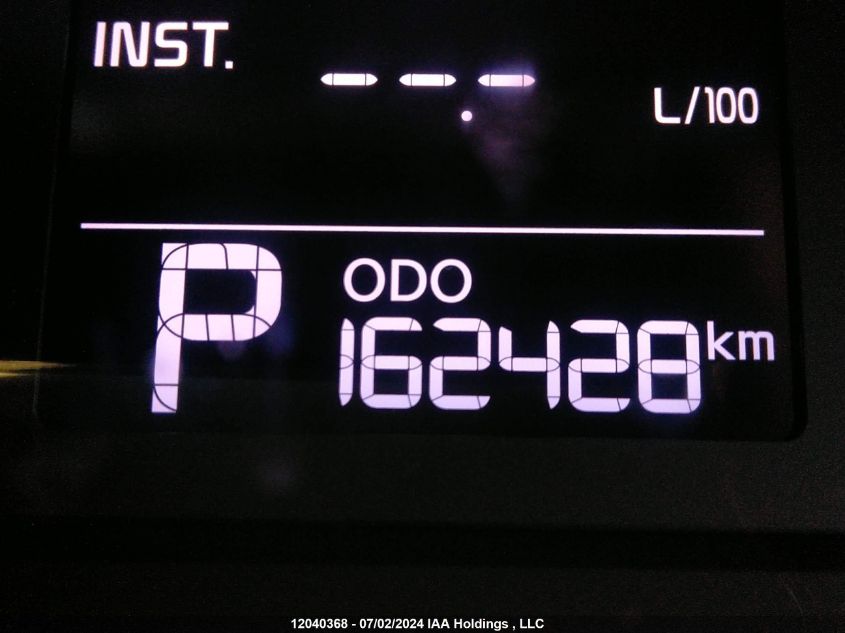 INST.
---.-
L/100
P
ODO
162428 km
12040368 - 07/02/2024 IAA Holdings , LLC